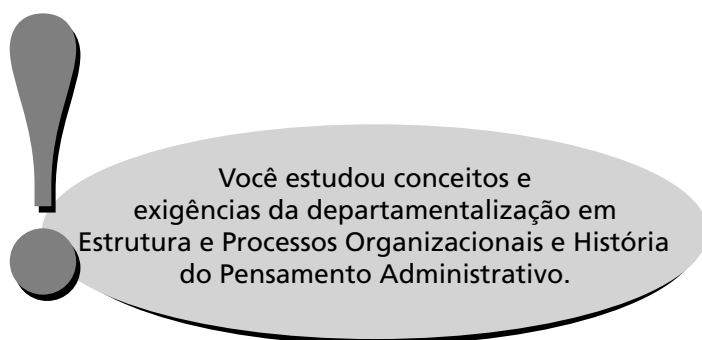 Você estudou conceitos e
exigências da departamentalização em
Estrutura e Processos Organizacionais e História
do Pensamento Administrativo.